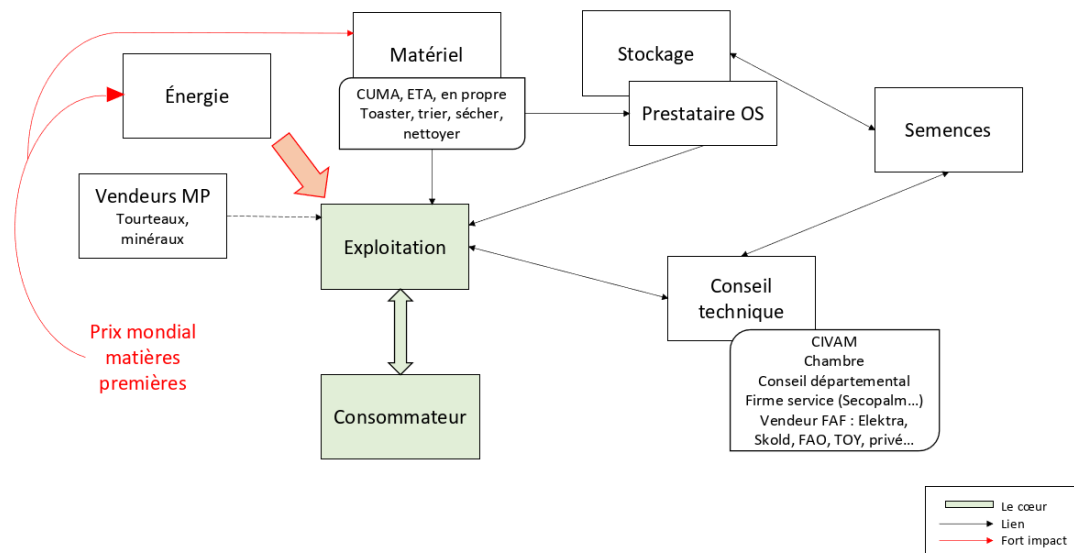 Matériel
CUMA, ETA, en propre
Toaster, trier, sécher,
nettoyer
Stockage
Prestataire OS
Énergie
Semences
Vendeurs MP
Tourteaux,
minéraux
Exploitation
Conseil
technique
CIVAM
Chambre
Conseil départemental
Firme service (Secopalm...)
Vendeur FAF : Elektra,
Skold, FAO, TOY, privé...
Prix mondial
matières
premières
Consommateur
Le cœur
Lien
Fort impact